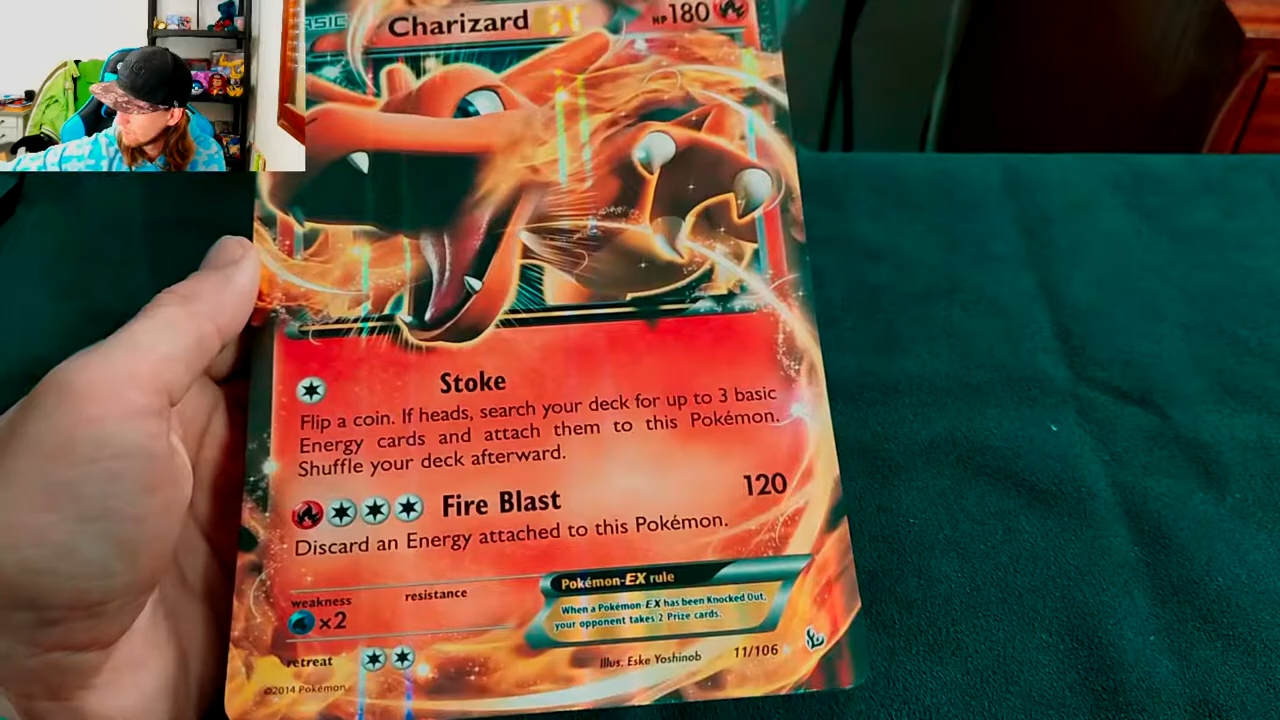 BASIC Charizard EX HP180
Stoke
Flip a coin. If heads, search your deck for up to 3 basic
Energy cards and attach them to this Pokémon.
Shuffle your deck afterward.
Fire Blast 120
Discard an Energy attached to this Pokémon.
weakness resistance
×2
Pokémon-EX rule
When a Pokémon-EX has been Knocked Out,
your opponent takes 2 Prize cards.
retreat
Illus. Eske Yoshinob 11/106
©2014 Pokémon